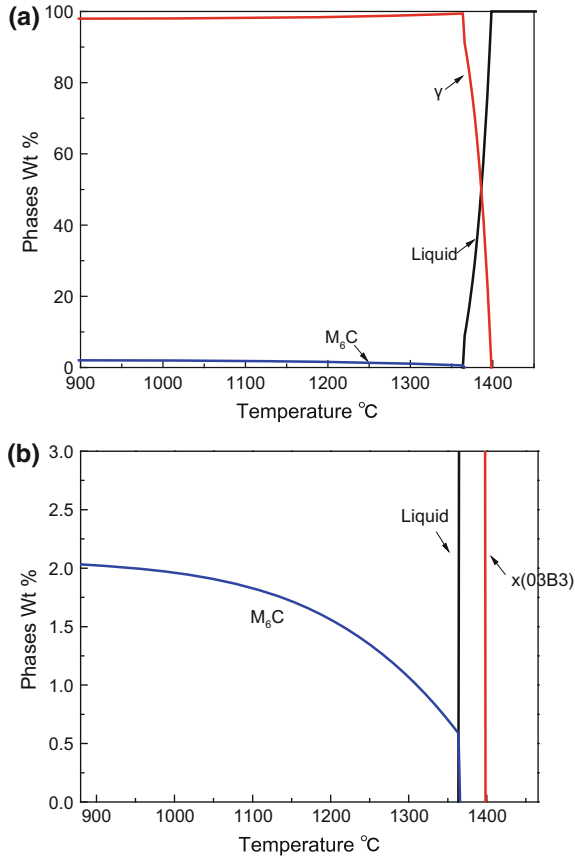 (a)
100
80
60
40
20
0
Phases Wt %
γ
Liquid
M₆C
900 1000 1100 1200 1300 1400
Temperature °C
(b)
3.0
2.5
2.0
1.5
1.0
0.5
0.0
Phases Wt %
Liquid
x(03B3)
M₆C
900 1000 1100 1200 1300 1400
Temperature °C